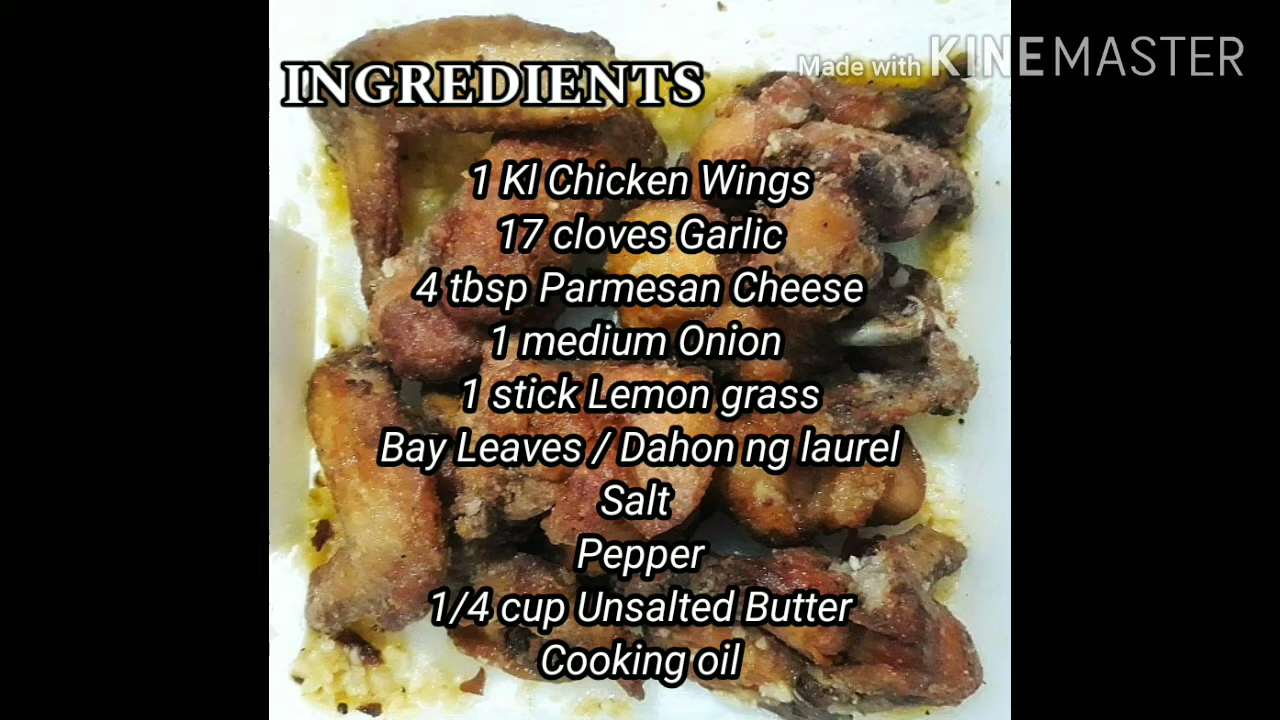 Made with KINEMASTER
INGREDIENTS
1 Kl Chicken Wings
17 cloves Garlic
4 tbsp Parmesan Cheese
1 medium Onion
1 stick Lemon grass
Bay Leaves / Dahon ng laurel
Salt
Pepper
1/4 cup Unsalted Butter
Cooking oil